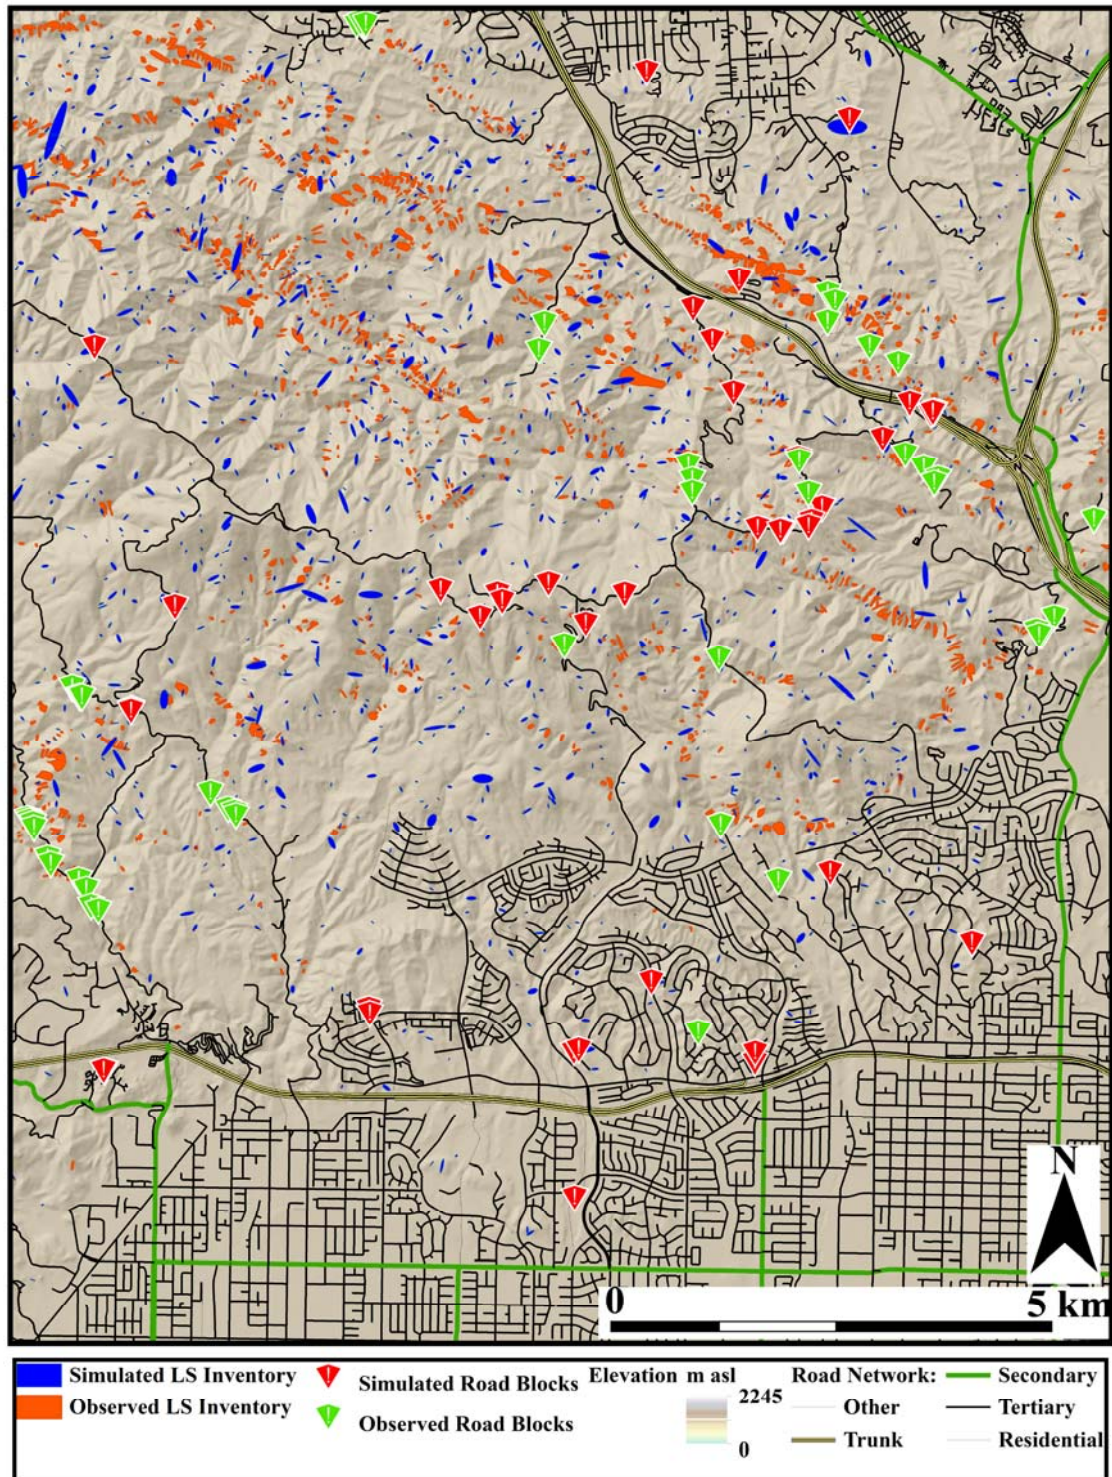 N
0 5 km
Simulated LS Inventory Simulated Road Blocks Elevation m asl Road Network: Secondary
Observed LS Inventory Observed Road Blocks 2245 Other Tertiary
0 Trunk Residential